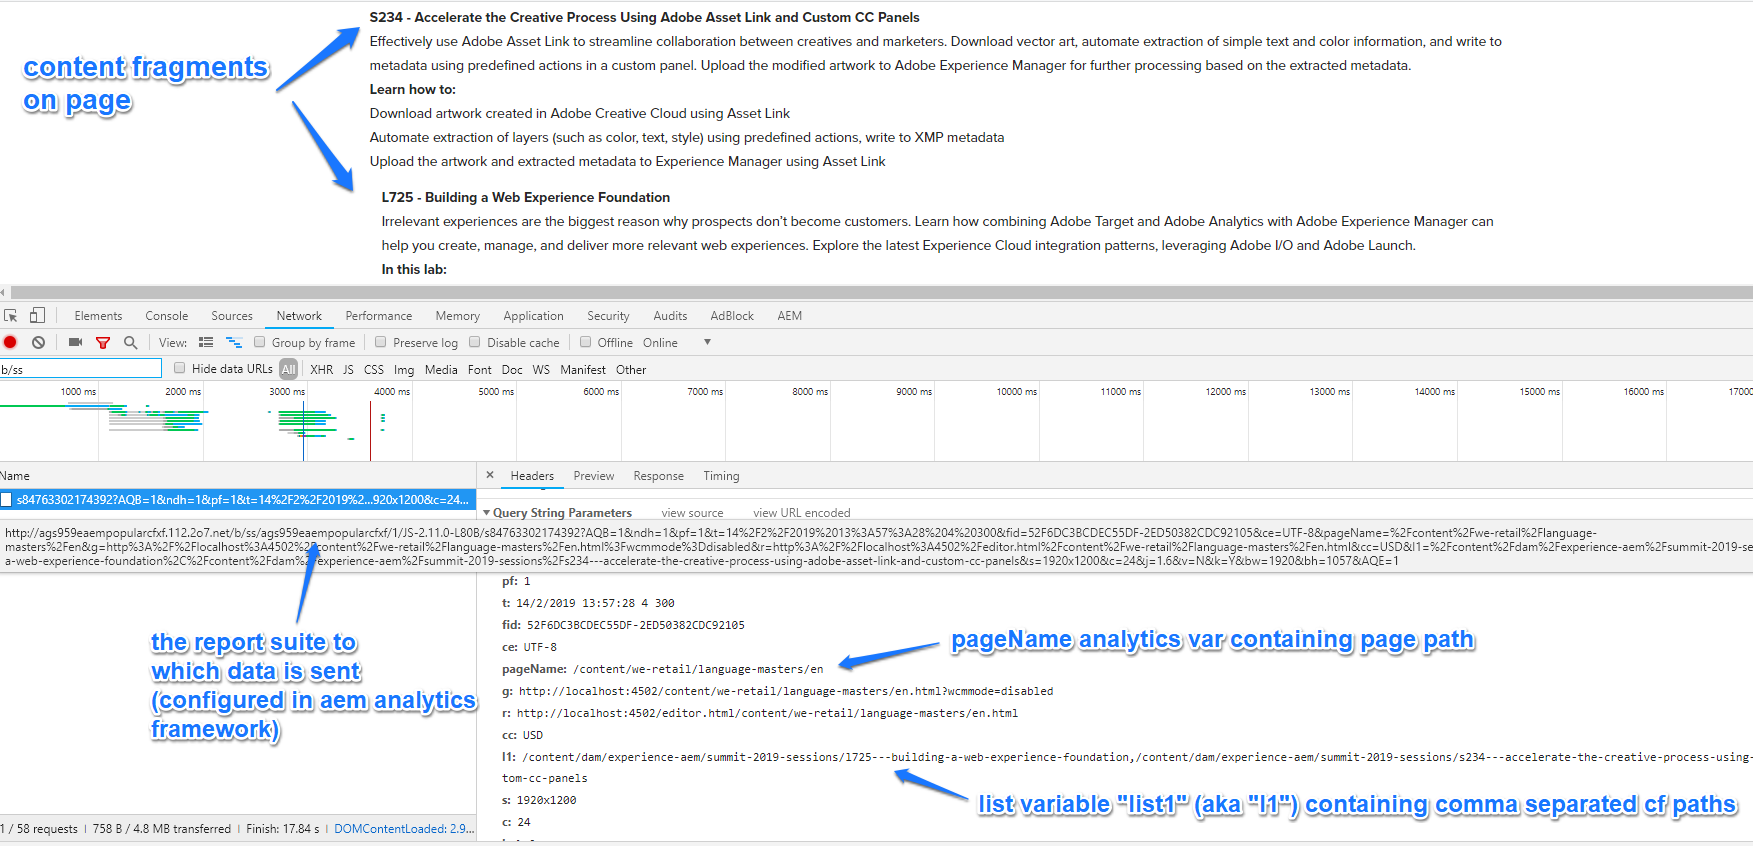 S234 - Accelerate the Creative Process Using Adobe Asset Link and Custom CC Panels
Effectively use Adobe Asset Link to streamline collaboration between creatives and marketers. Download vector art, automate extraction of simple text and color information, and write to
metadata using predefined actions in a custom panel. Upload the modified artwork to Adobe Experience Manager for further processing based on the extracted metadata.
content fragments
on page
Learn how to:
Download artwork created in Adobe Creative Cloud using Asset Link
Automate extraction of layers (such as color, text, style) using predefined actions, write to XMP metadata
Upload the artwork and extracted metadata to Experience Manager using Asset Link
L725 - Building a Web Experience Foundation
Irrelevant experiences are the biggest reason why prospects don't become customers. Learn how combining Adobe Target and Adobe Analytics with Adobe Experience Manager can
help you create, manage, and deliver more relevant web experiences. Explore the latest Experience Cloud integration patterns, leveraging Adobe I/O and Adobe Launch.
In this lab:
Elements Console Sources Network Performance Memory Application Security Audits AdBlock AEM
View: Group by frame Preserve log Disable cache Offline Online
b/ss Hide data URLs All XHR JS CSS Img Media Font Doc WS Manifest Other
1000 ms 2000 ms 3000 ms 4000 ms 5000 ms 6000 ms 7000 ms 8000 ms 9000 ms 10000 ms 11000 ms 12000 ms 13000 ms 14000 ms 15000 ms 16000 ms 17000
Name × Headers Preview Response Timing
s84763302174392?AQB=1&ndh=1&pf=1&t=14%2F2%2F2019%2...920x1200&c=24...
Query String Parameters view source view URL encoded
http://ags959eaempopularcfxf.112.2o7.net/b/ss/ags959eaempopularcfxf/1/JS-2.11.0-L80B/s84763302174392?AQB=1&ndh=1&pf=1&t=14%2F2%2F2019%2013%3A57%3A28%204%20300&fid=52F6DC3BCDEC55DF-2ED50382CDC92105&ce=UTF-8&pageName=%2Fcontent%2Fwe-retail%2Flanguage-
masters%2Fen&g=http%3A%2F%2Flocalhost%3A4502%2Fcontent%2Fwe-retail%2Flanguage-masters%2Fen.html%3Fwcmmode%3Ddisabled&r=http%3A%2F%2Flocalhost%3A4502%2Feditor.html%2Fcontent%2Fwe-retail%2Flanguage-masters%2Fen.html&cc=USD&l1=%2Fcontent%2Fdam%2Fexperience-aem%2Fsummit-2019-se
a-web-experience-foundation%2C%2Fcontent%2Fdam%2Fexperience-aem%2Fsummit-2019-sessions%2Fs234---accelerate-the-creative-process-using-adobe-asset-link-and-custom-cc-panels&s=1920x1200&c=24&j=1.6&v=N&k=Y&bw=1920&bh=1057&AQE=1
pf: 1
t: 14/2/2019 13:57:28 4 300
fid: 52F6DC3BCDEC55DF-2ED50382CDC92105
ce: UTF-8
pageName: /content/we-retail/language-masters/en
g: http://localhost:4502/content/we-retail/language-masters/en.html?wcmmode=disabled
r: http://localhost:4502/editor.html/content/we-retail/language-masters/en.html
cc: USD
l1: /content/dam/experience-aem/summit-2019-sessions/l725---building-a-web-experience-foundation,/content/dam/experience-aem/summit-2019-sessions/s234---accelerate-the-creative-process-using-
tom-cc-panels
s: 1920x1200
c: 24
the report suite to
which data is sent
(configured in aem analytics
framework)
pageName analytics var containing page path
list variable "list1" (aka "l1") containing comma separated cf paths
1 / 58 requests | 758 B / 4.8 MB transferred | Finish: 17.84 s | DOMContentLoaded: 2.9...